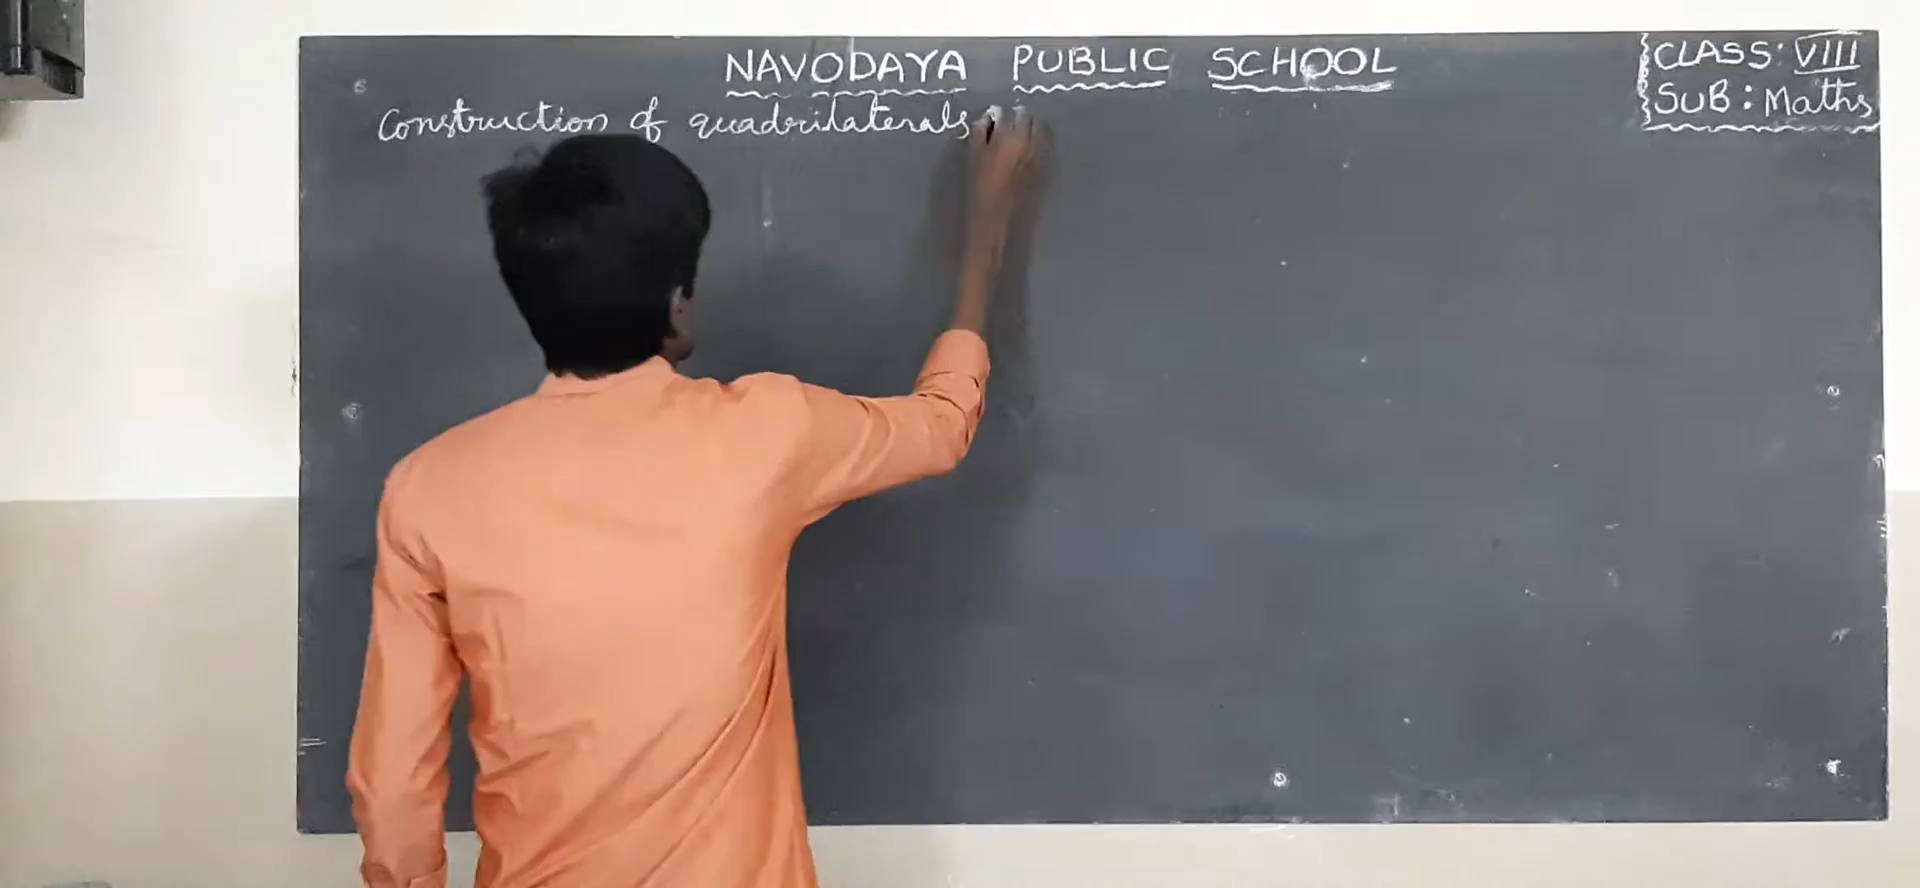 NAVODAYA PUBLIC SCHOOL
CLASS: VIII
SUB: Maths
Construction of quadrilaterals